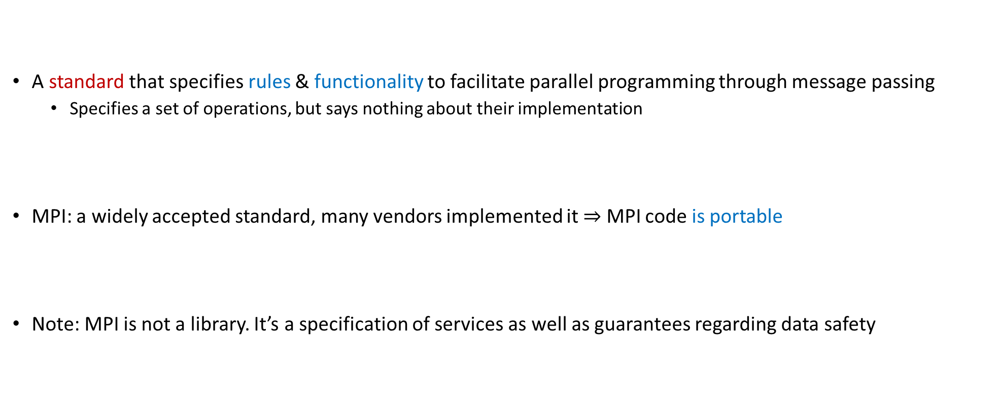 • A standard that specifies rules & functionality to facilitate parallel programming through message passing
• Specifies a set of operations, but says nothing about their implementation
• MPI: a widely accepted standard, many vendors implemented it ⇒ MPI code is portable
• Note: MPI is not a library. It’s a specification of services as well as guarantees regarding data safety